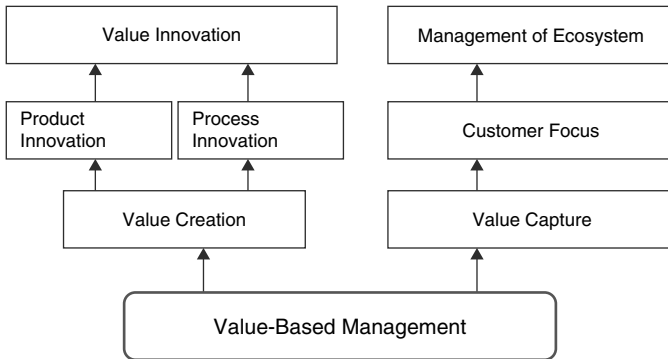 Value Innovation
Management of Ecosystem
Product
Innovation
Process
Innovation
Customer Focus
Value Creation
Value Capture
Value-Based Management